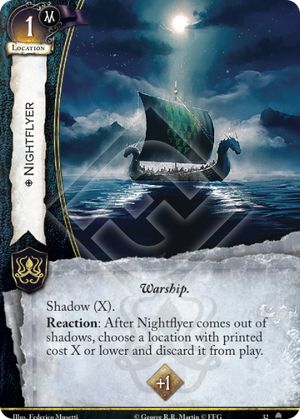 1
LOCATION
NIGHTFLYER
Warship.
Shadow (X).
Reaction: After Nightflyer comes out of
shadows, choose a location with printed
cost X or lower and discard it from play.
+1
Illus. Federico Musetti
© George R.R. Martin © FFG
32